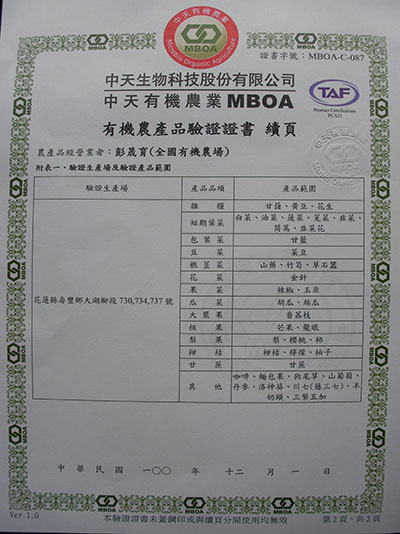 中天有機農業
MBOA
Microbio Organic Agriculture
證書字號：MBOA-C-087
中天生物科技股份有限公司
中天有機農業 MBOA
TAF
Product Certification
PCA21
有機農產品驗證證書 續頁
農產品經營業者：彭晟育(全國有機農場)
附表一、驗證生產場及驗證產品範圍
驗證生產場 產品品項 產品範圍
花蓮縣壽豐鄉大湖腳段 730,734,737 號
雜糧 甘藷、黃豆、花生
短期葉菜 白菜、油菜、菠菜、莧菜、韭菜、
茼萵、韭菜花
包葉菜 甘藍
豆菜 菜豆
根莖菜 山藥、竹筍、草石蠶
花菜 金針
果菜 辣椒、玉米
瓜菜 胡瓜、絲瓜
大漿果 番荔枝
核果 芒果、龍眼
梨果 梨、櫻桃、柿
柑桔 柑桔、檸檬、柚子
甘蔗 甘蔗
其他 咖啡、麵包果、狗尾草、山葡萄、
丹參、洛神葵、川七(藤三七)、羊
奶頭、三葉五加
中華民國 一〇〇 年 十二 月 一 日
Ver.1.0
MBOA
本驗證證書未蓋鋼印或與續頁分開使用均無效
第2頁，共2頁